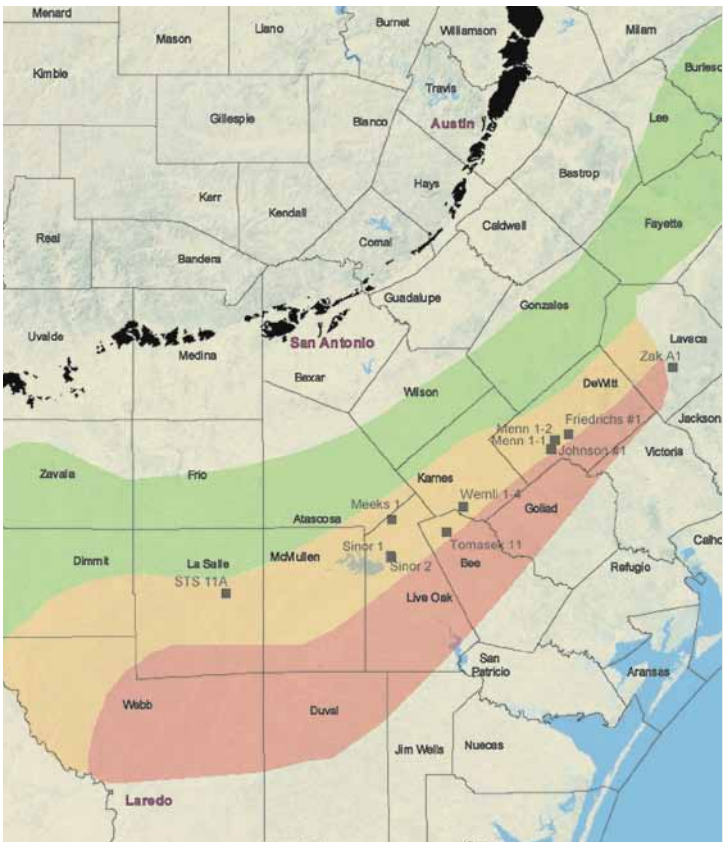 Menard
Mason
Llano
Burnet
Williamson
Milam
Kimble
Travis
Gillespie
Blanco
Austin
Lee
Bastrop
Hays
Kerr
Kendall
Caldwell
Fayette
Real
Comal
Bandera
Guadalupe
Gonzales
Uvalde
Medina
San Antonio
Lavaca
Zak A1
Bexar
DeWitt
Wilson
Friedrichs #1
Menn 1-2
Menn 1-1
Johnson #1
Jackson
Victoria
Zavala
Frio
Karnes
Wernli 1-4
Meeks 1
Goliad
Atascosa
Tomasek 11
Sinor 1
Sinor 2
McMullen
La Salle
Dimmit
Bee
Refugio
STS 11A
Live Oak
San
Patricio
Aransas
Webb
Duval
Jim Wells
Nueces
Laredo